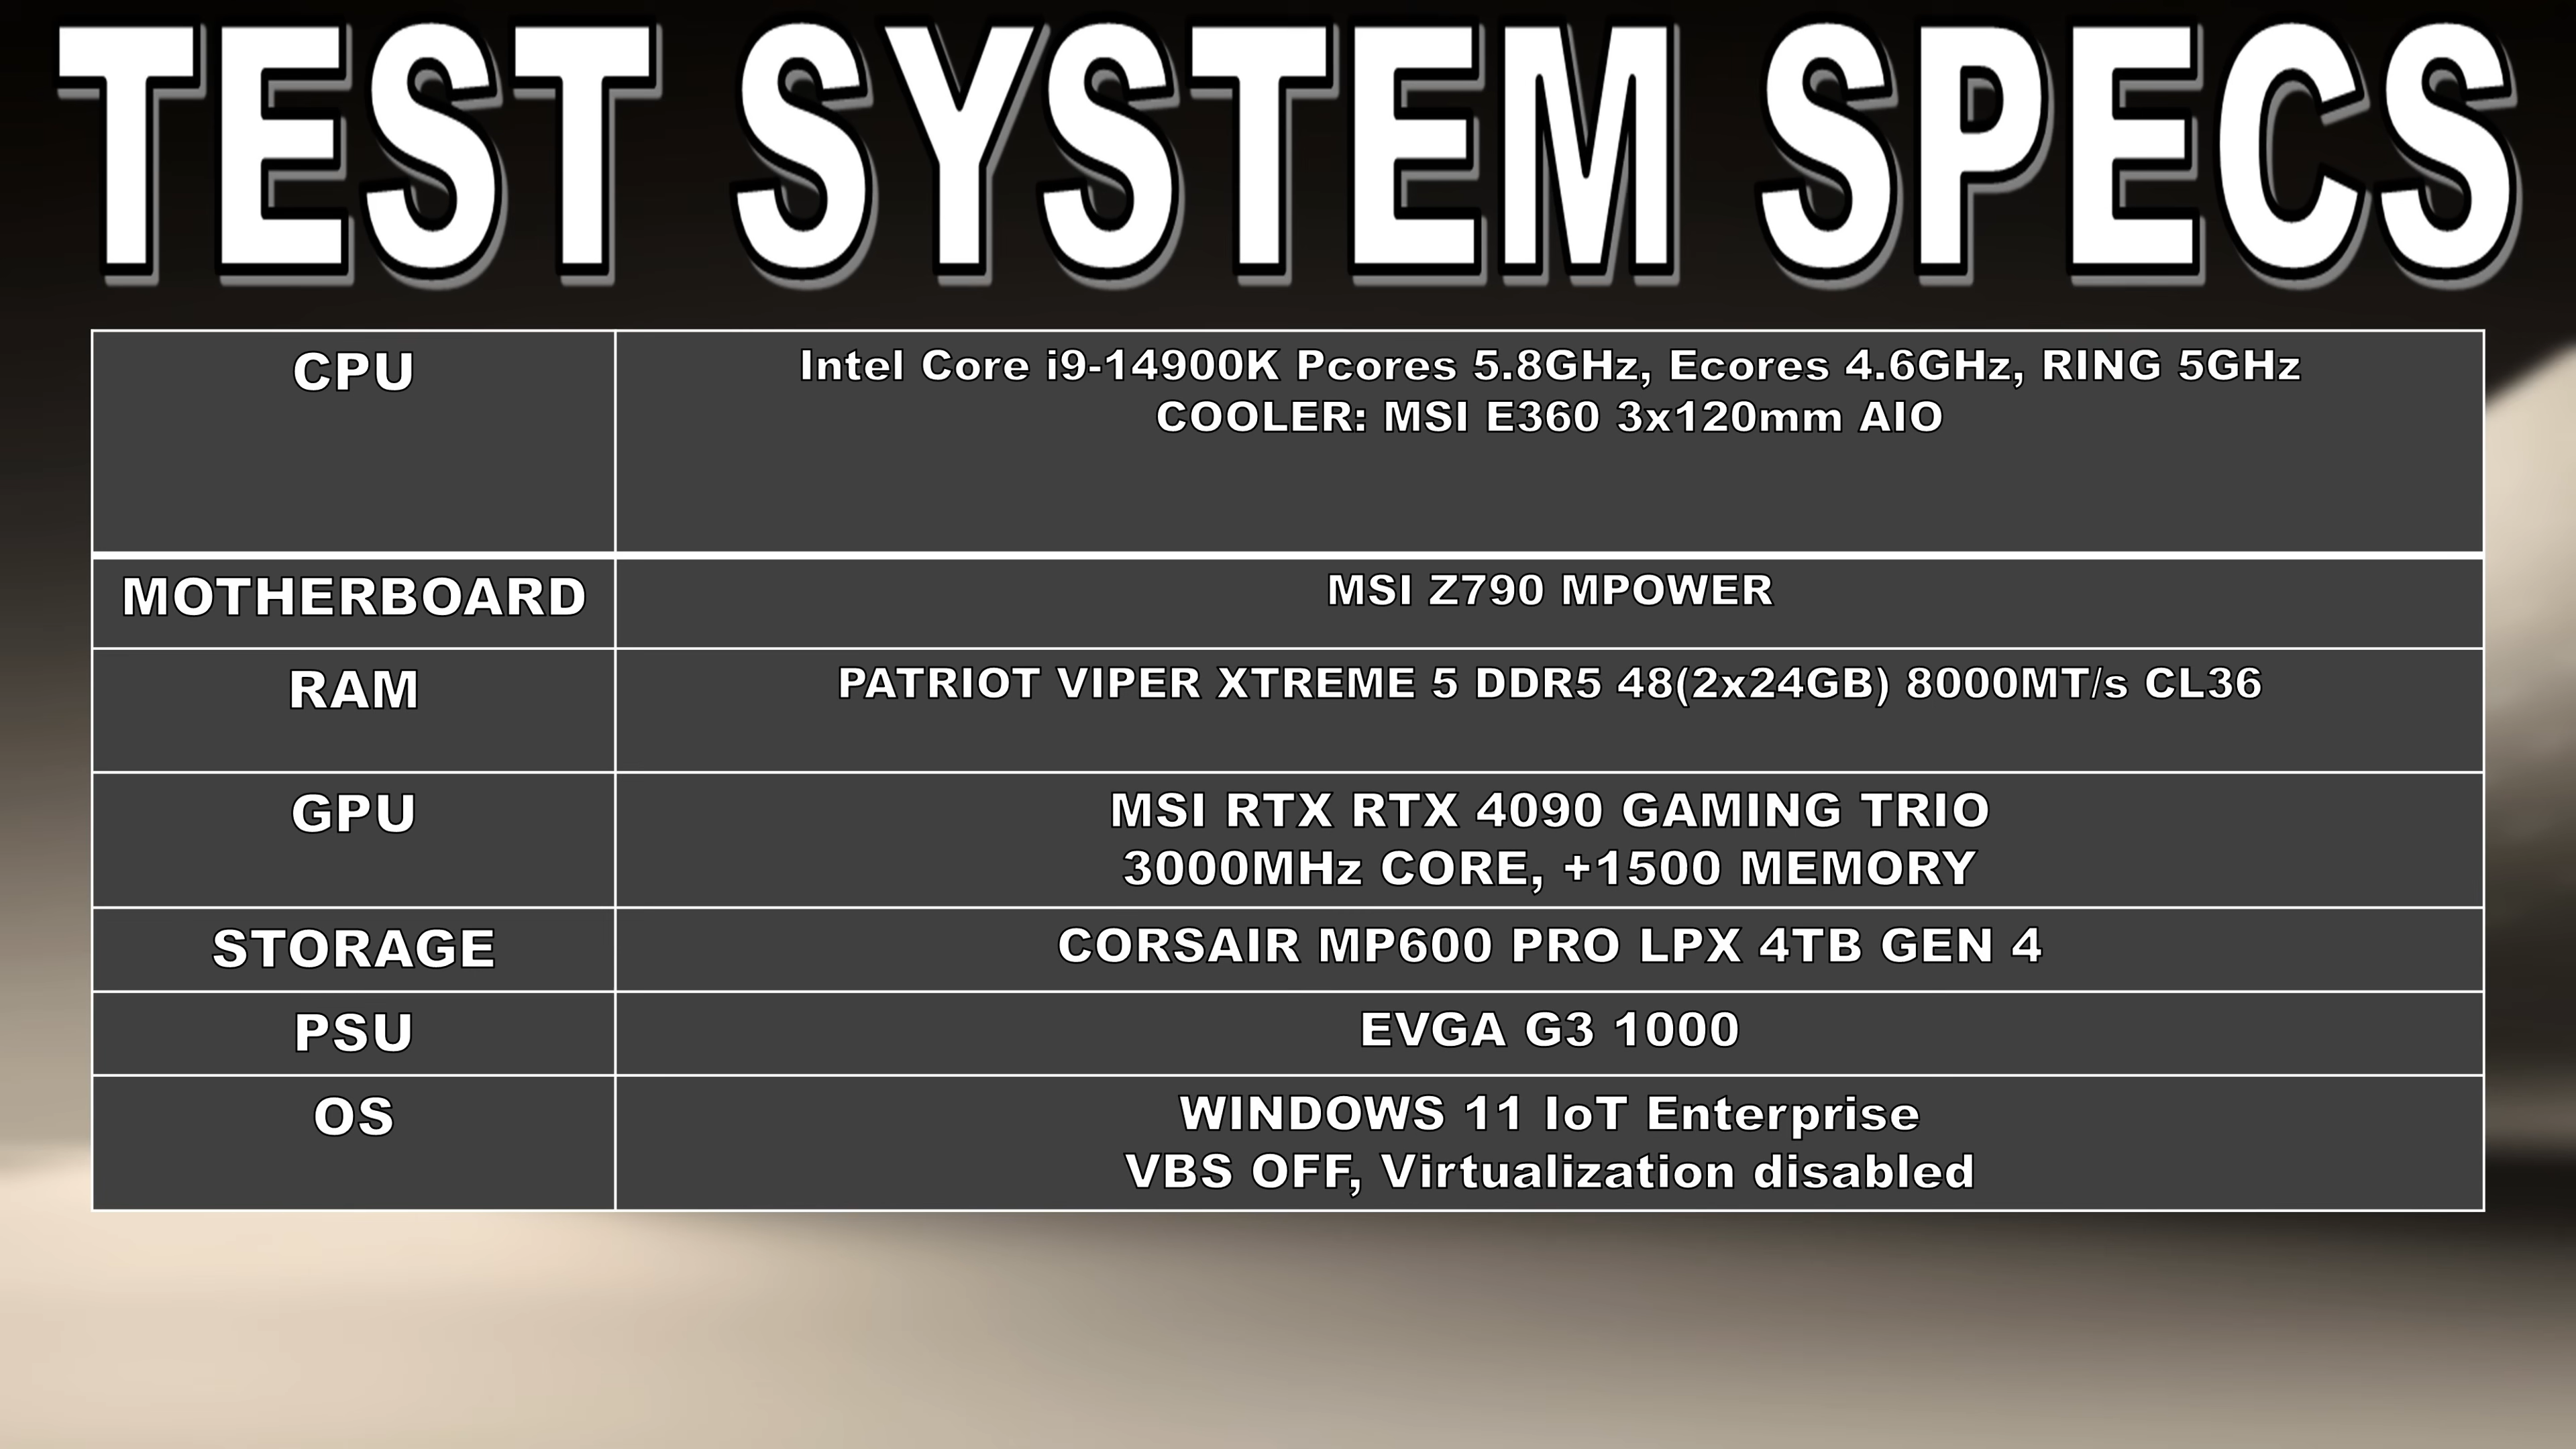 TEST SYSTEM SPECS
CPU
Intel Core i9-14900K Pcores 5.8GHz, Ecores 4.6GHz, RING 5GHz
COOLER: MSI E360 3x120mm AIO
MOTHERBOARD
MSI Z790 MPOWER
RAM
PATRIOT VIPER XTREME 5 DDR5 48(2x24GB) 8000MT/s CL36
GPU
MSI RTX RTX 4090 GAMING TRIO
3000MHz CORE, +1500 MEMORY
STORAGE
CORSAIR MP600 PRO LPX 4TB GEN 4
PSU
EVGA G3 1000
OS
WINDOWS 11 IoT Enterprise
VBS OFF, Virtualization disabled